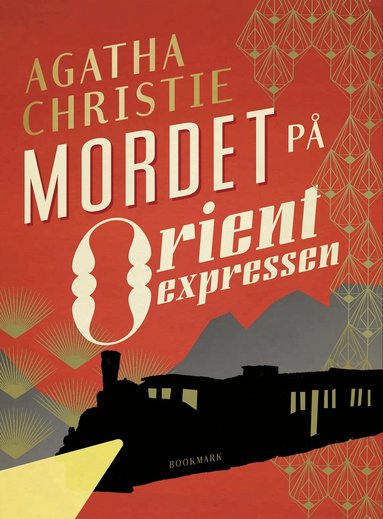 AGATHA
CHRISTIE
MORDET PÅ
Orient
expressen
BOOKMARK